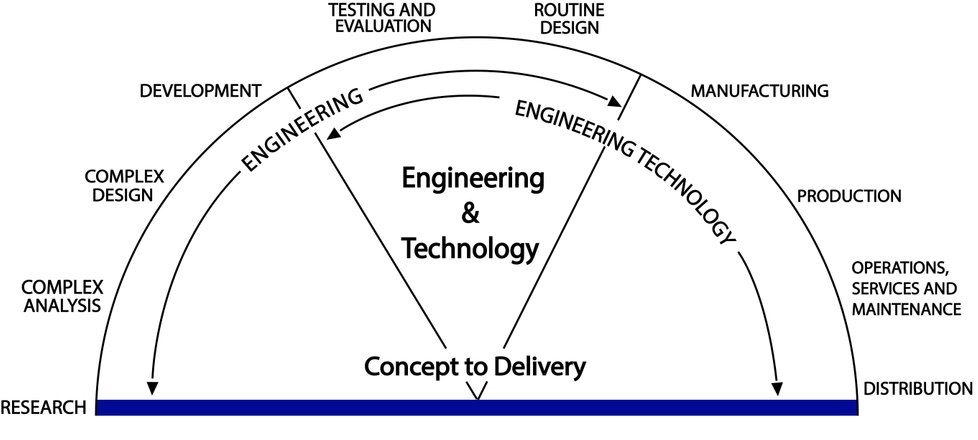 TESTING AND
EVALUATION
ROUTINE
DESIGN
DEVELOPMENT
MANUFACTURING
ENGINEERING
ENGINEERING TECHNOLOGY
COMPLEX
DESIGN
Engineering
&
Technology
PRODUCTION
COMPLEX
ANALYSIS
OPERATIONS,
SERVICES AND
MAINTENANCE
Concept to Delivery
RESEARCH
DISTRIBUTION